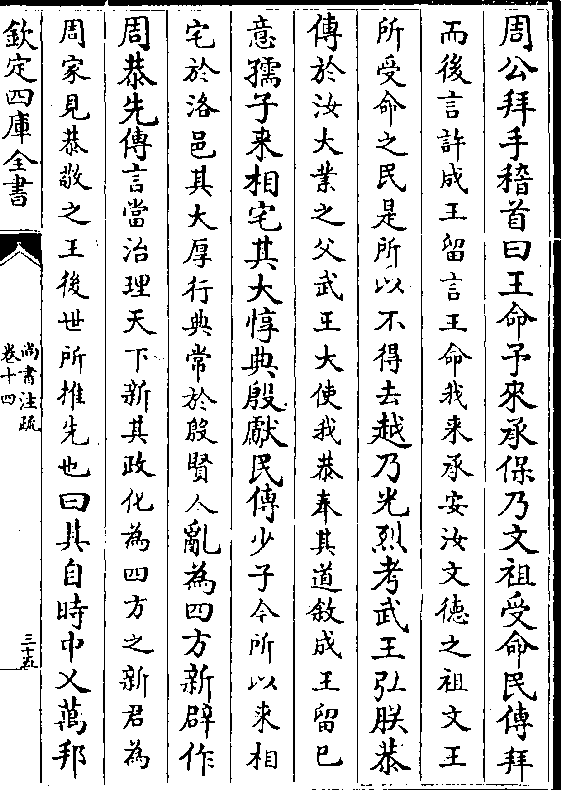 周公拜手稽首曰王命予來承保乃文祖受命民傳拜
而後言許成王留言王命我来承安汝文德之祖文王
所受命之民是所以不得去越乃光烈考武王弘朕恭
傳於汝大業之父武王大使我恭奉其道叙成王留已
意孺子来相宅其大惇典殷獻民傳少子今所以来相
宅於洛邑其大厚行典常於殷賢人亂為四方新辟作
周恭先傳言當治理天下新其政化為四方之新君為
周家見恭敬之王後世所推先也曰其自時中乂萬邦
欽定四庫全書
尚書注疏
卷十四
三十五